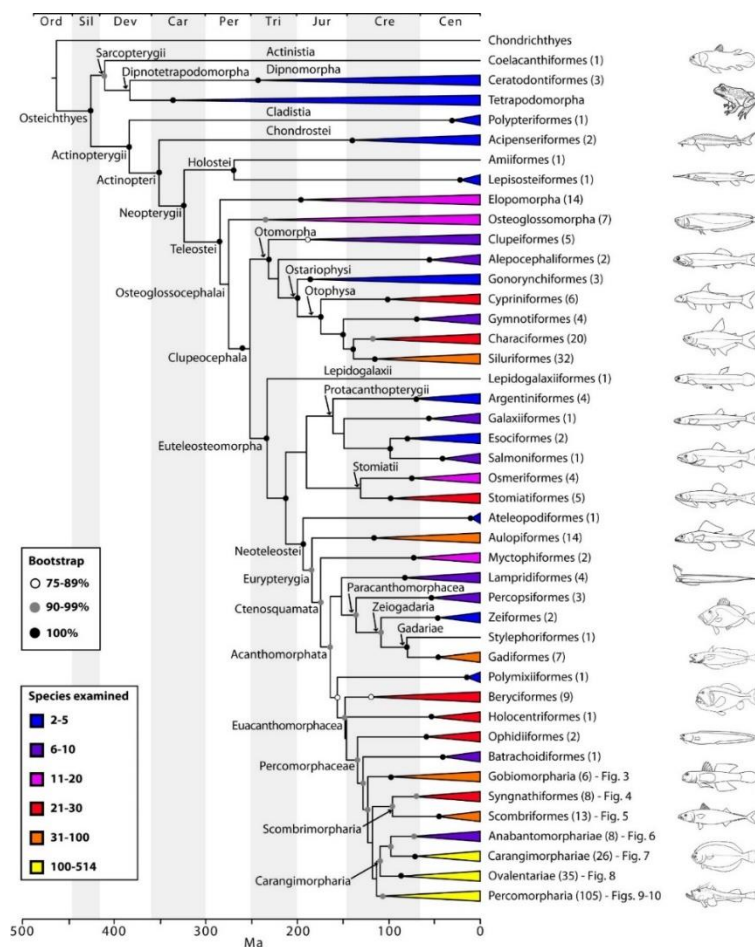 Ord Sil Dev Car Per Tri Jur Cre Cen
Chondrichthyes
Sarcopterygii
Actinistia
Coelacanthiformes (1)
Dipnotetrapodomorpha
Dipnomorpha
Ceratodontiformes (3)
Tetrapodomorpha
Osteichthyes
Cladistia
Polypteriformes (1)
Chondrostei
Acipenseriformes (2)
Actinopterygii
Holostei
Amiiformes (1)
Actinopteri
Lepisosteiformes (1)
Neopterygii
Elopomorpha (14)
Osteoglossomorpha (7)
Otomorpha
Clupeiformes (5)
Teleostei
Alepocephaliformes (2)
Ostariophysi
Gonorynchiformes (3)
Osteoglossocephalai
Otophysa
Cypriniformes (6)
Gymnotiformes (4)
Characiformes (20)
Clupeocephala
Siluriformes (32)
Lepidogalaxii
Lepidogalaxiiformes (1)
Protacanthopterygii
Argentiniformes (4)
Galaxiiformes (1)
Euteleosteomorpha
Esociformes (2)
Salmoniformes (1)
Stomiatii
Osmeriformes (4)
Stomiatiformes (5)
Ateleopodiformes (1)
Neoteleostei
Aulopiformes (14)
Myctophiformes (2)
Eurypterygia
Lampridiformes (4)
Paracanthomorphacea
Ctenosquamata
Percopsiformes (3)
Zeiogadaria
Zeiformes (2)
Gadariae
Stylephoriformes (1)
Acanthomorphata
Gadiformes (7)
Polymixiiformes (1)
Beryciformes (9)
Euacanthomorphacea
Holocentriformes (1)
Ophidiiformes (2)
Batrachoidiformes (1)
Percomorphaceae
Gobiomorpharia (6) - Fig. 3
Syngnathiformes (8) - Fig. 4
Scombrimorpharia
Scombriformes (13) - Fig. 5
Anabantomorphariae (8) - Fig. 6
Carangimorphariae (26) - Fig. 7
Carangimorpharia
Ovalentariae (35) - Fig. 8
Percomorpharia (105) - Figs. 9-10
Bootstrap
75-89%
90-99%
100%
Species examined
2-5
6-10
11-20
21-30
31-100
100-514
500 400 300 200 100 0
Ma